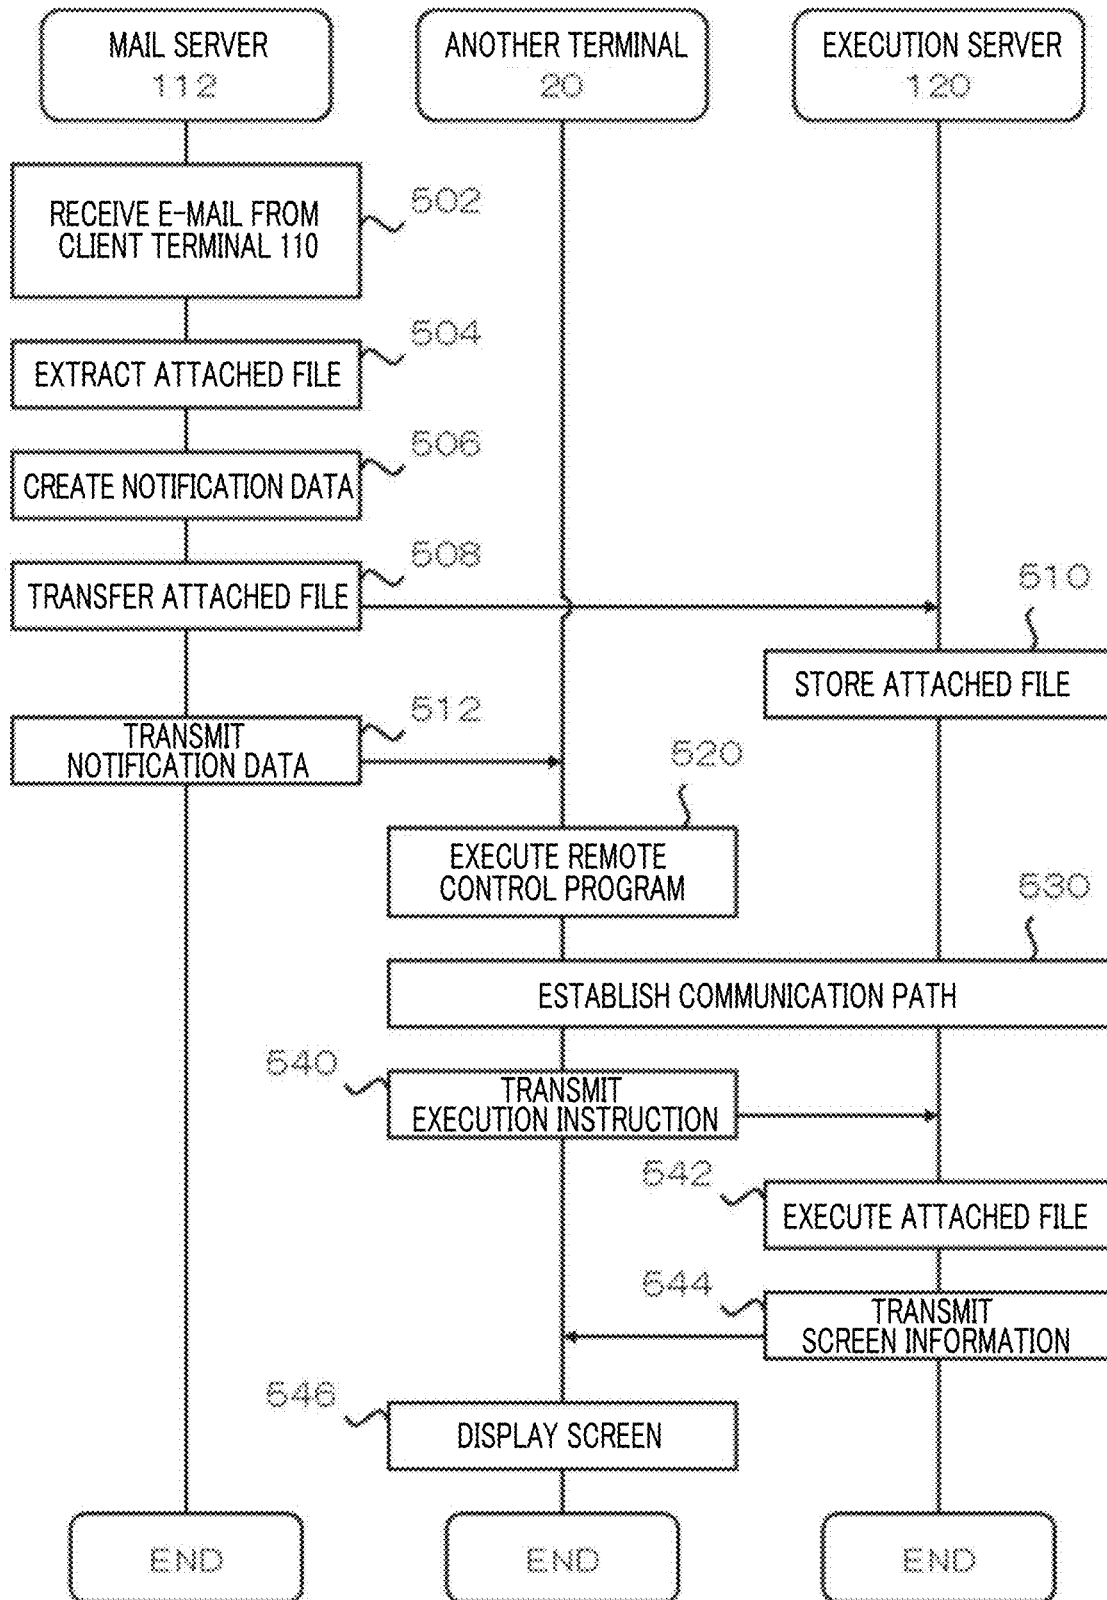 MAIL SERVER
112
ANOTHER TERMINAL
20
EXECUTION SERVER
120
RECEIVE E-MAIL FROM
CLIENT TERMINAL 110
502
EXTRACT ATTACHED FILE
504
CREATE NOTIFICATION DATA
506
TRANSFER ATTACHED FILE
508
510
STORE ATTACHED FILE
TRANSMIT
NOTIFICATION DATA
512
520
EXECUTE REMOTE
CONTROL PROGRAM
530
ESTABLISH COMMUNICATION PATH
540
TRANSMIT
EXECUTION INSTRUCTION
542
EXECUTE ATTACHED FILE
544
TRANSMIT
SCREEN INFORMATION
546
DISPLAY SCREEN
END
END
END